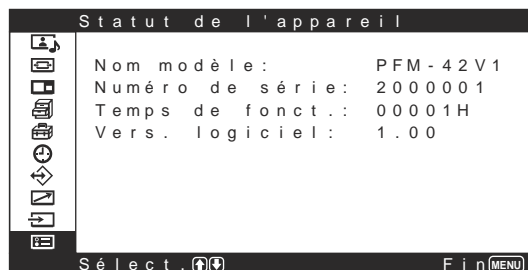 Statut de l'appareil
Nom modèle: PFM-42V1
Numéro de série: 2000001
Temps de fonct.: 00001H
Vers. logiciel: 1.00
Sélect. Fin MENU